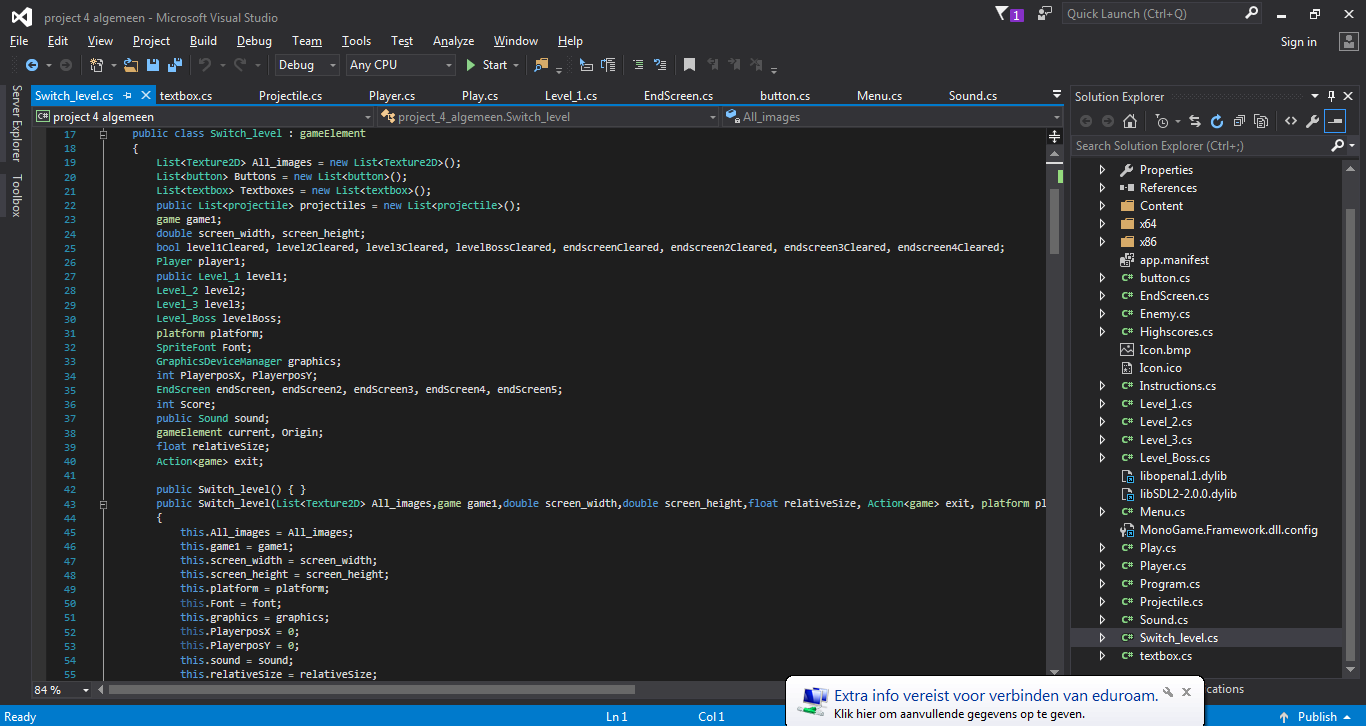 project 4 algemeen - Microsoft Visual Studio
1
Quick Launch (Ctrl+Q)
File Edit View Project Build Debug Team Tools Test Analyze Window Help
Sign in
Debug Any CPU Start
Server Explorer
Toolbox
Switch_level.cs textbox.cs Projectile.cs Player.cs Play.cs Level_1.cs EndScreen.cs button.cs Menu.cs Sound.cs
C# project 4 algemeen project_4_algemeen.Switch_level All_images
17 public class Switch_level : gameElement
18 {
19 List<Texture2D> All_images = new List<Texture2D>();
20 List<button> Buttons = new List<button>();
21 List<textbox> Textboxes = new List<textbox>();
22 public List<projectile> projectiles = new List<projectile>();
23 game game1;
24 double screen_width, screen_height;
25 bool level1Cleared, level2Cleared, level3Cleared, levelBossCleared, endscreenCleared, endscreen2Cleared, endscreen3Cleared, endscreen4Cleared;
26 Player player1;
27 public Level_1 level1;
28 Level_2 level2;
29 Level_3 level3;
30 Level_Boss levelBoss;
31 platform platform;
32 SpriteFont Font;
33 GraphicsDeviceManager graphics;
34 int PlayerposX, PlayerposY;
35 EndScreen endScreen, endScreen2, endScreen3, endScreen4, endScreen5;
36 int Score;
37 public Sound sound;
38 gameElement current, Origin;
39 float relativeSize;
40 Action<game> exit;
41
42 public Switch_level() { }
43 public Switch_level(List<Texture2D> All_images,game game1,double screen_width,double screen_height,float relativeSize, Action<game> exit, platform pl
44 {
45 this.All_images = All_images;
46 this.game1 = game1;
47 this.screen_width = screen_width;
48 this.screen_height = screen_height;
49 this.platform = platform;
50 this.Font = font;
51 this.graphics = graphics;
52 this.PlayerposX = 0;
53 this.PlayerposY = 0;
54 this.sound = sound;
55 this.relativeSize = relativeSize;
84 %
Solution Explorer
Search Solution Explorer (Ctrl+;)
Properties
References
Content
x64
x86
app.manifest
C# button.cs
C# EndScreen.cs
C# Enemy.cs
C# Highscores.cs
Icon.bmp
Icon.ico
C# Instructions.cs
C# Level_1.cs
C# Level_2.cs
C# Level_3.cs
C# Level_Boss.cs
libopenal.1.dylib
libSDL2-2.0.0.dylib
C# Menu.cs
MonoGame.Framework.dll.config
C# Play.cs
C# Player.cs
C# Program.cs
C# Projectile.cs
C# Sound.cs
C# Switch_level.cs
C# textbox.cs
cations
Extra info vereist voor verbinden van eduroam.
Klik hier om aanvullende gegevens op te geven.
Ready Ln 1 Col 1 Publish